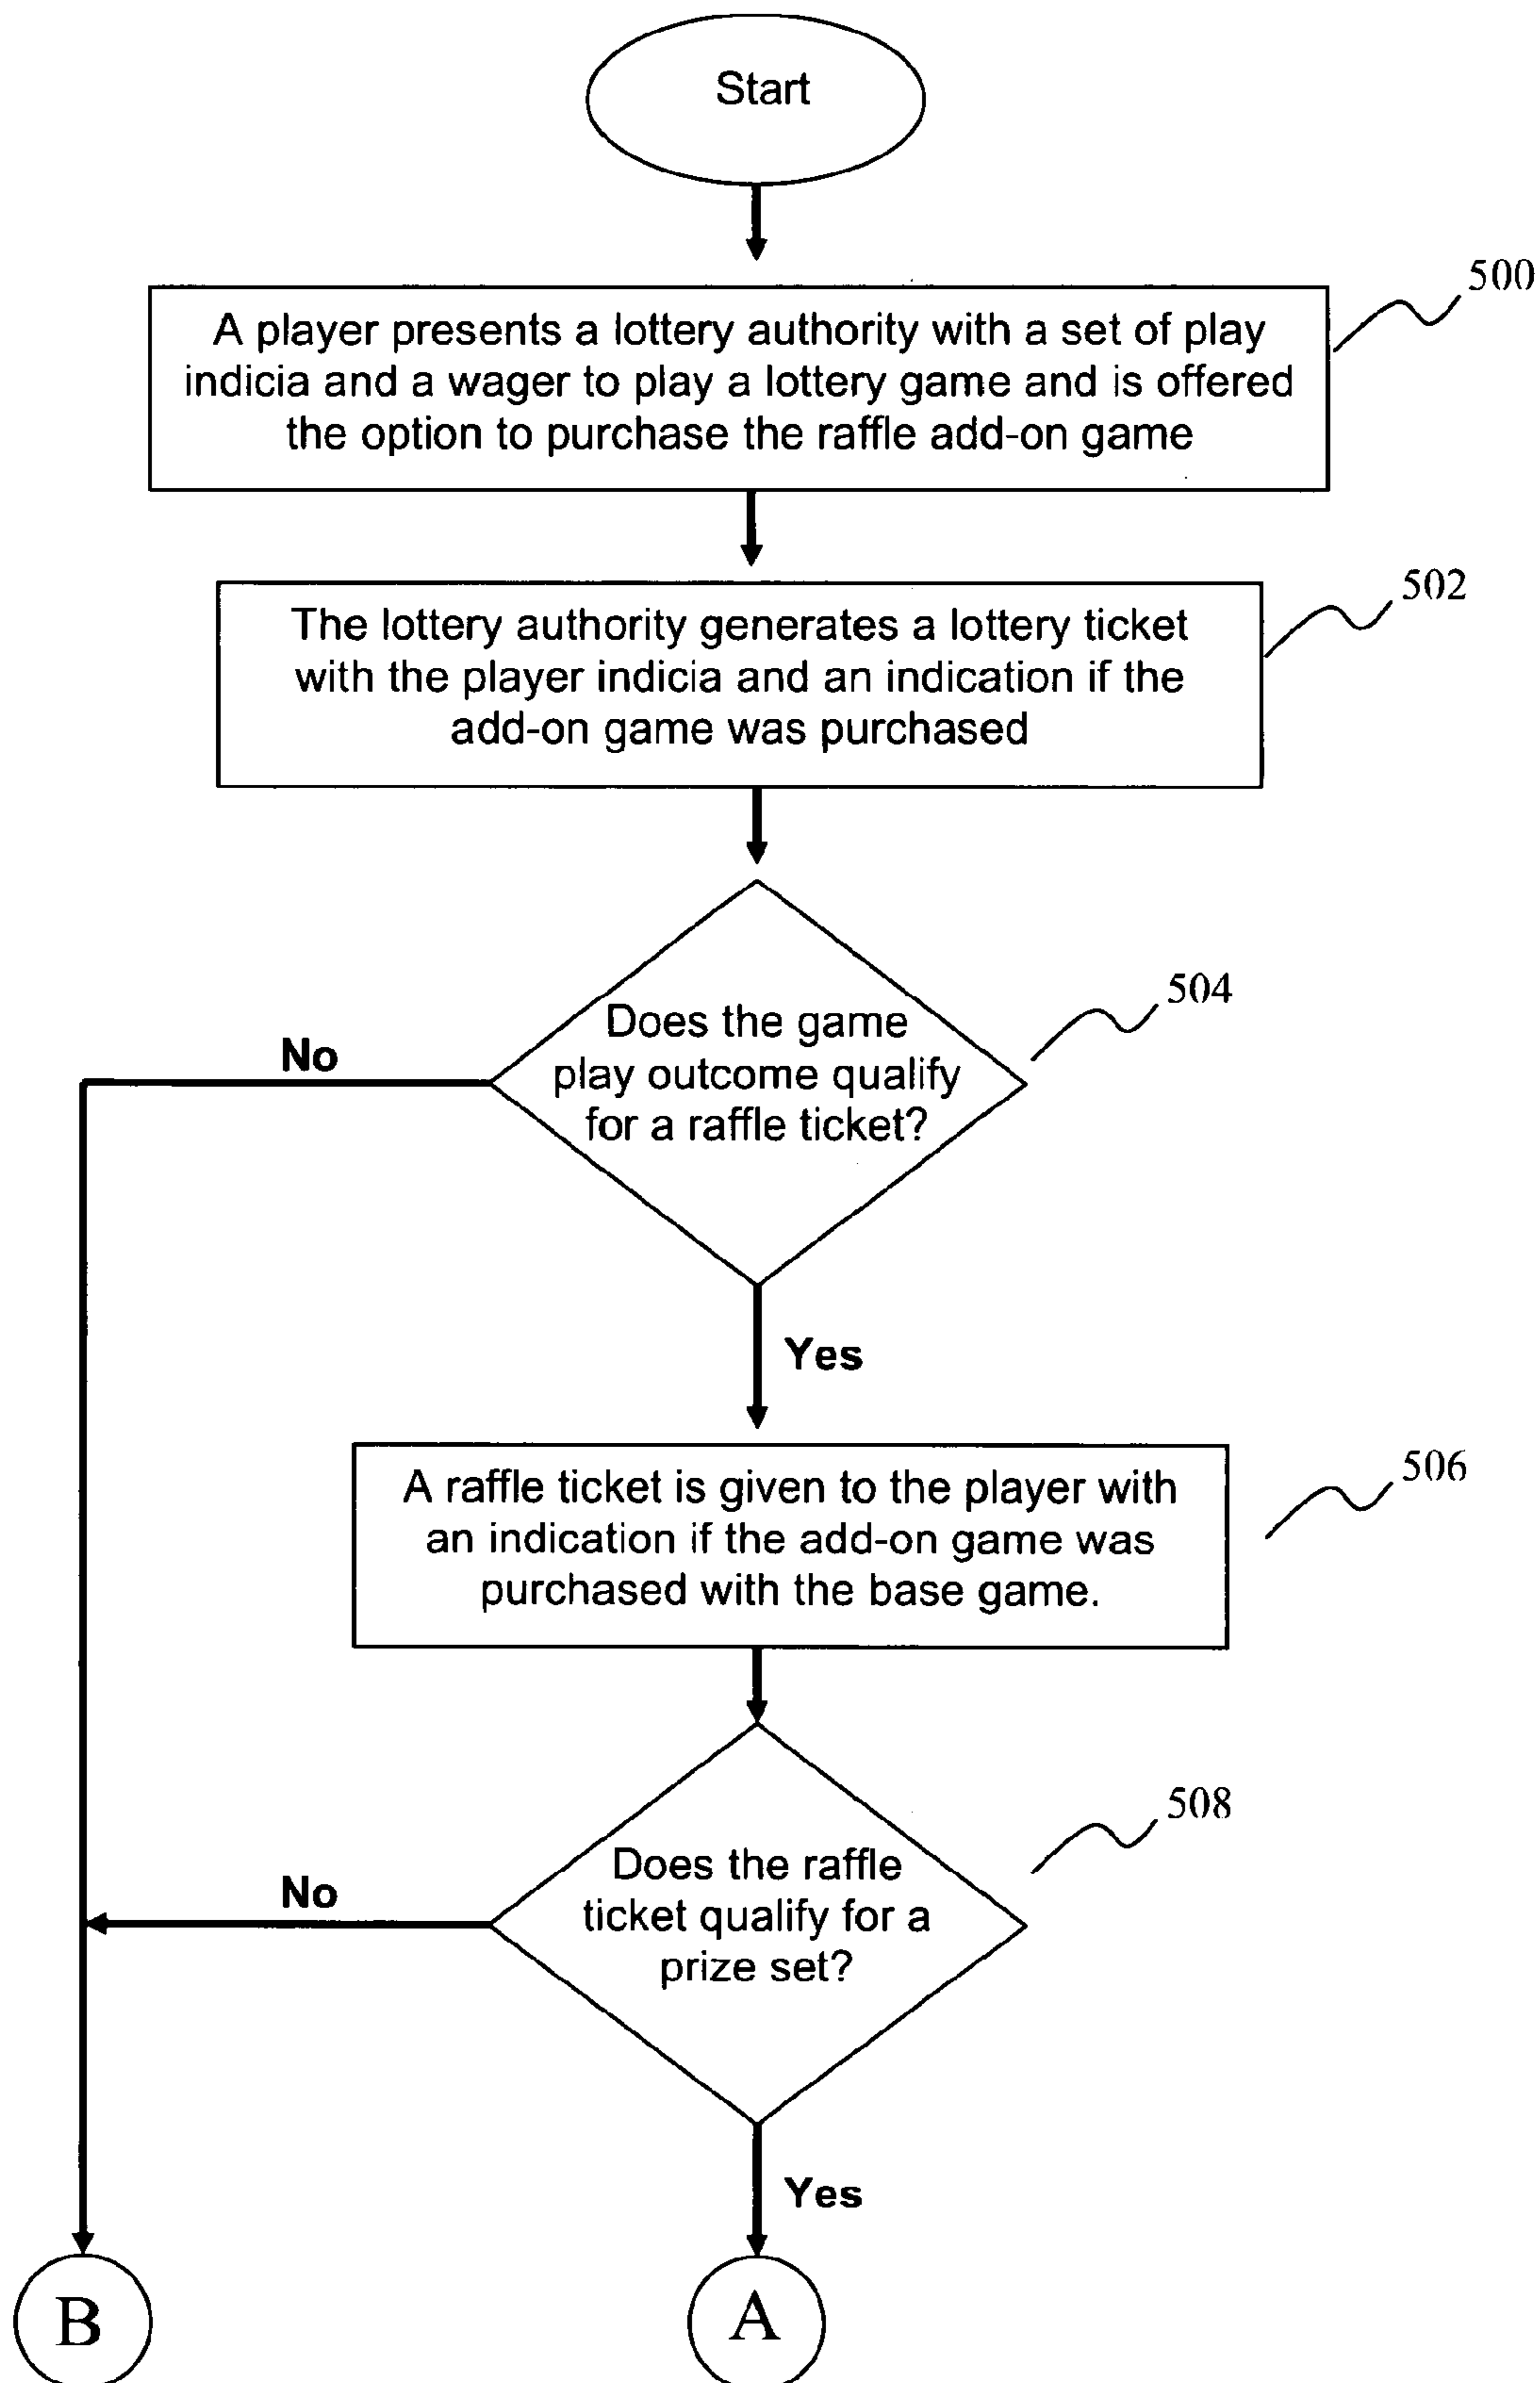 Start
500
A player presents a lottery authority with a set of play
indicia and a wager to play a lottery game and is offered
the option to purchase the raffle add-on game
502
The lottery authority generates a lottery ticket
with the player indicia and an indication if the
add-on game was purchased
504
Does the game
play outcome qualify
for a raffle ticket?
No
Yes
506
A raffle ticket is given to the player with
an indication if the add-on game was
purchased with the base game.
508
Does the raffle
ticket qualify for a
prize set?
No
Yes
B
A